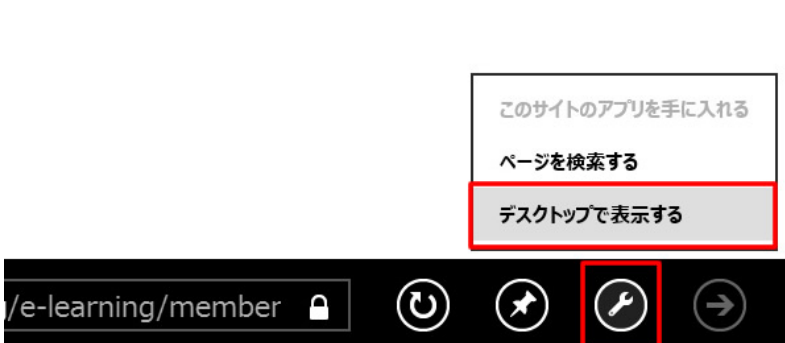 このサイトのアプリを手に入れる
ページを検索する
デスクトップで表示する
/e-learning/member